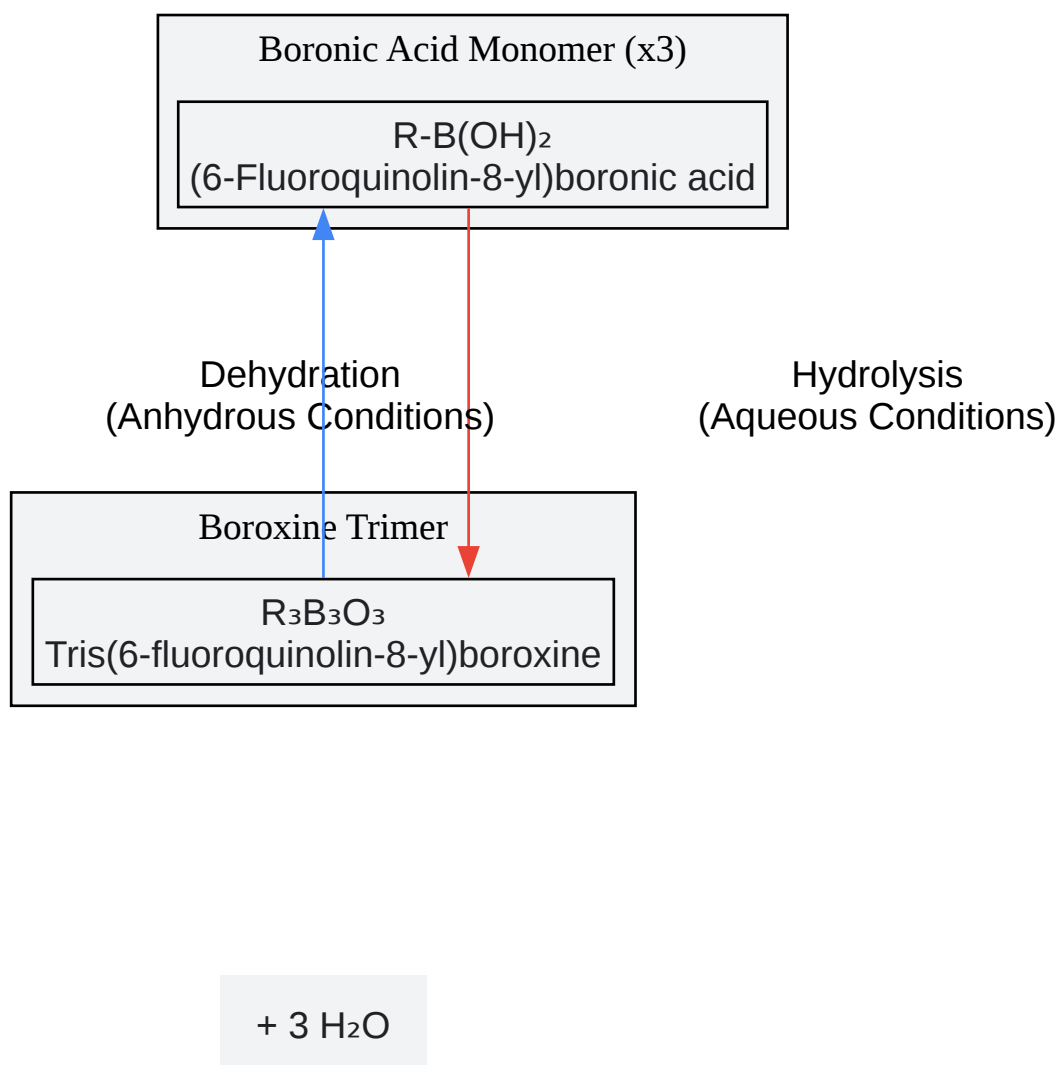 Boronic Acid Monomer (x3)
R-B(OH)₂
(6-Fluoroquinolin-8-yl)boronic acid
Dehydration
(Anhydrous Conditions)
Hydrolysis
(Aqueous Conditions)
Boroxine Trimer
R₃B₃O₃
Tris(6-fluoroquinolin-8-yl)boroxine
+ 3 H₂O